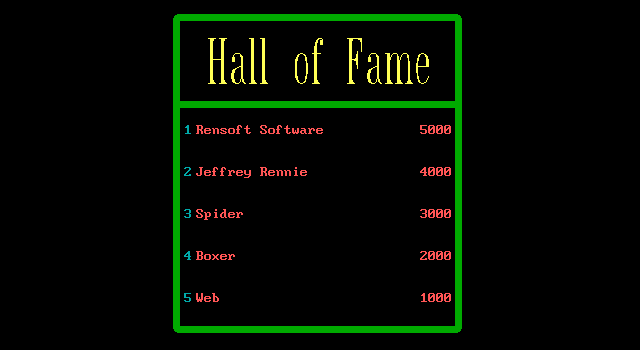 Hall of Fame
1 Rensoft Software 5000
2 Jeffrey Rennie 4000
3 Spider 3000
4 Boxer 2000
5 Web 1000